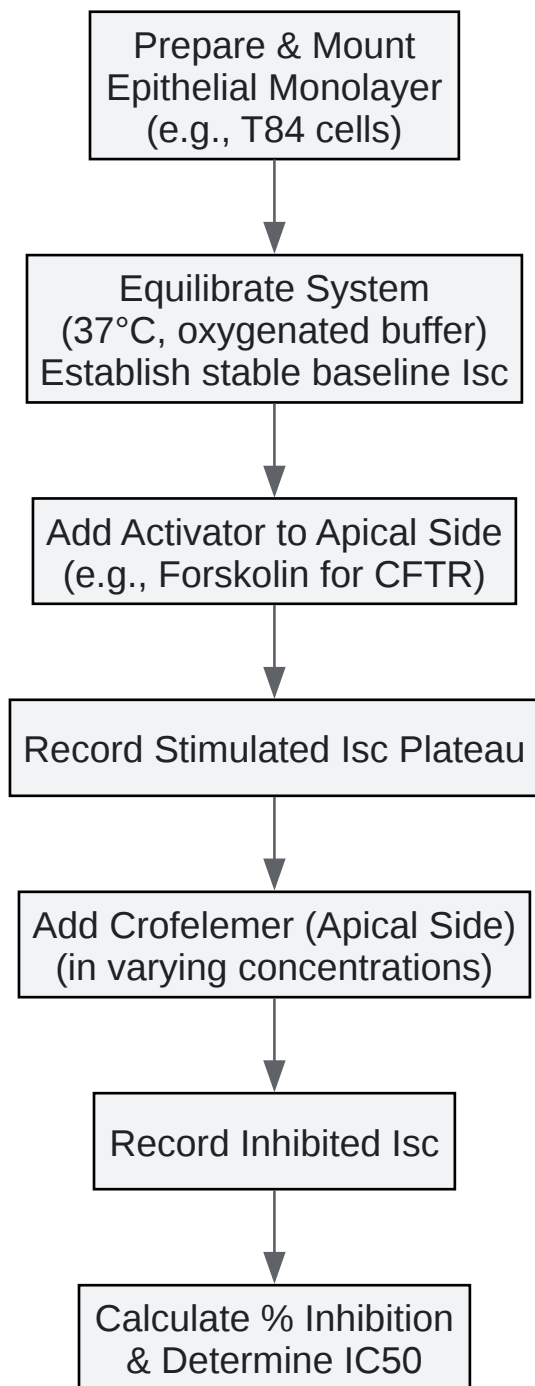 Prepare & Mount
Epithelial Monolayer
(e.g., T84 cells)
Equilibrate System
(37°C, oxygenated buffer)
Establish stable baseline Isc
Add Activator to Apical Side
(e.g., Forskolin for CFTR)
Record Stimulated Isc Plateau
Add Crofelemer (Apical Side)
(in varying concentrations)
Record Inhibited Isc
Calculate % Inhibition
& Determine IC50